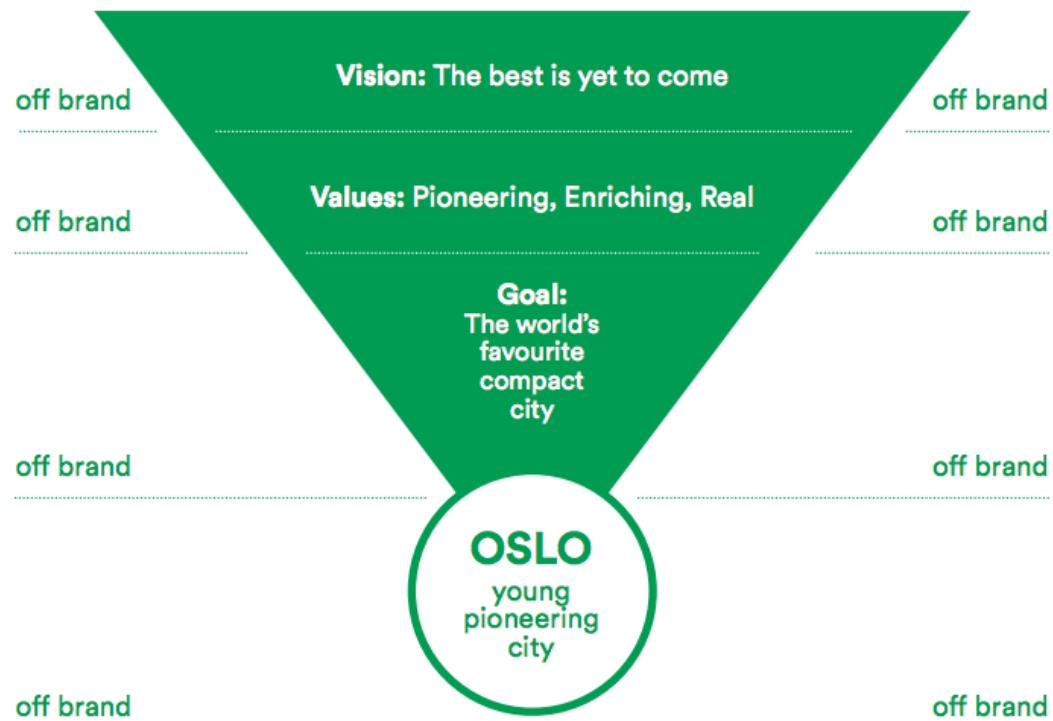 Vision: The best is yet to come
off brand
off brand
Values: Pioneering, Enriching, Real
off brand
off brand
Goal:
The world's
favourite
compact
city
off brand
off brand
OSLO
young
pioneering
city
off brand
off brand